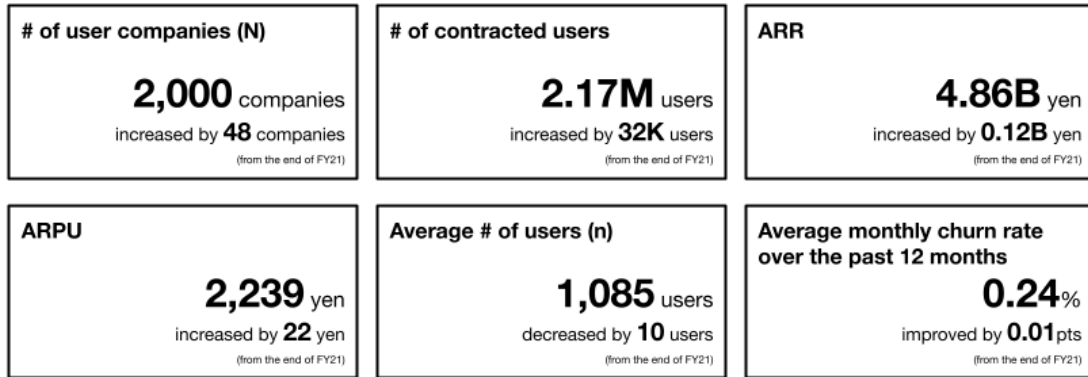 # of user companies (N)
2,000 companies
increased by 48 companies
(from the end of FY21)
# of contracted users
2.17M users
increased by 32K users
(from the end of FY21)
ARR
4.86B yen
increased by 0.12B yen
(from the end of FY21)
ARPU
2,239 yen
increased by 22 yen
(from the end of FY21)
Average # of users (n)
1,085 users
decreased by 10 users
(from the end of FY21)
Average monthly churn rate
over the past 12 months
0.24%
improved by 0.01pts
(from the end of FY21)